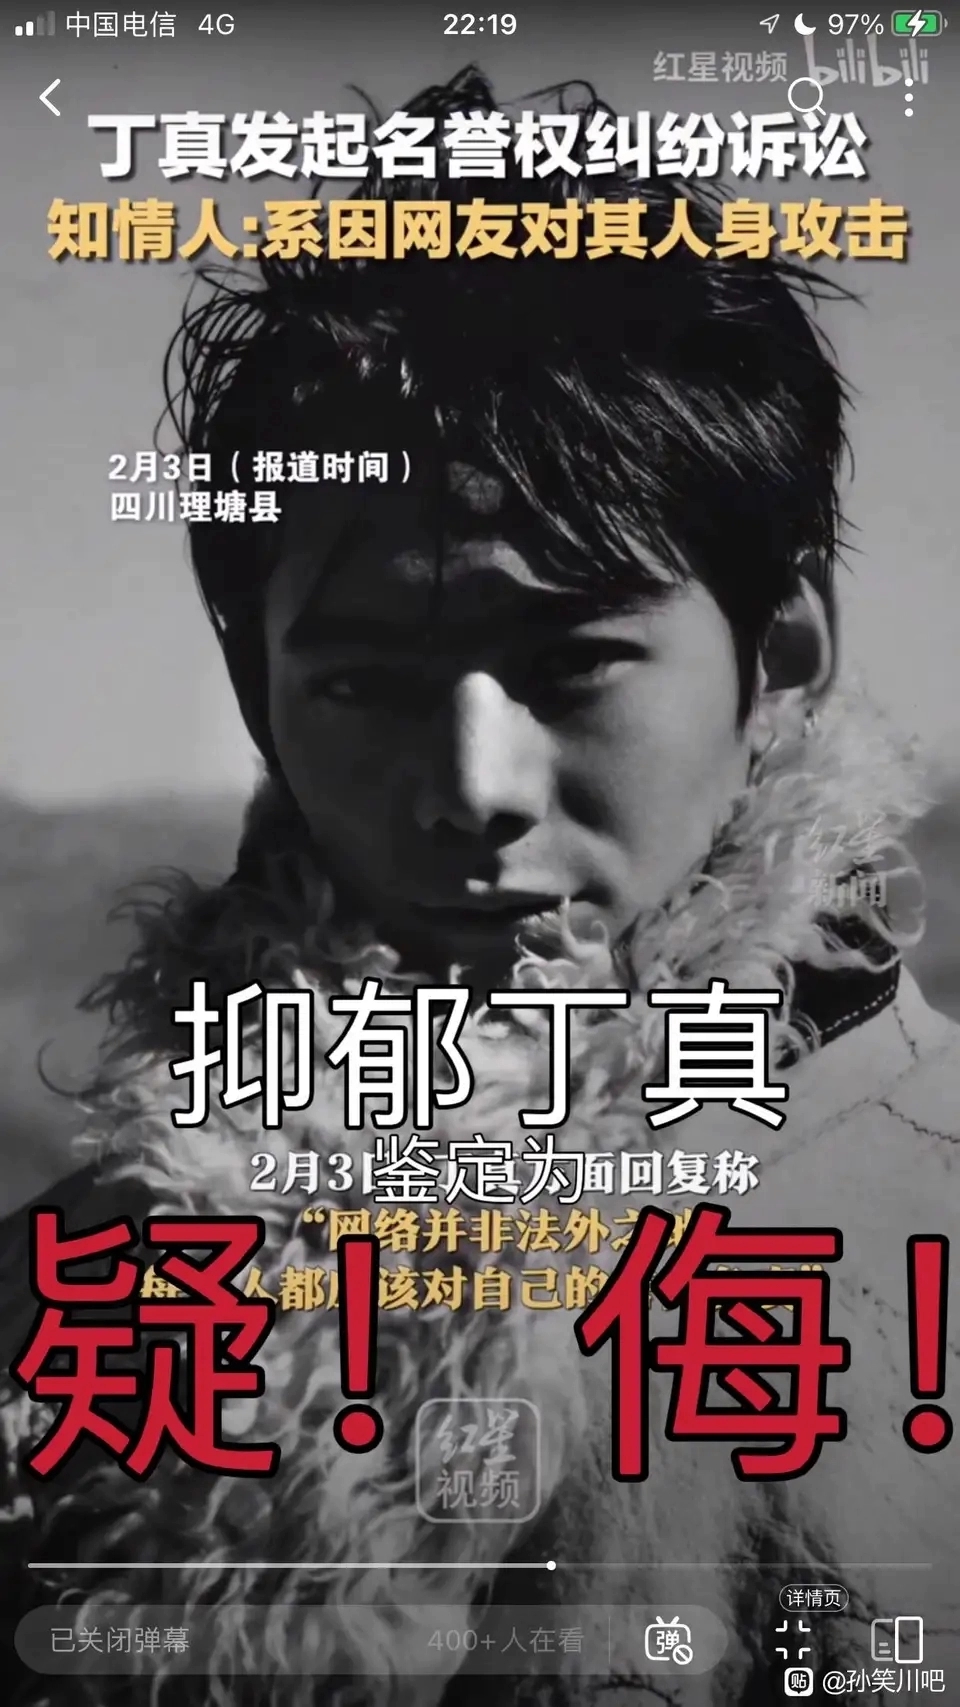 中国电信 4G 22:19 97%
红星视频 bilibili
丁真发起名誉权纠纷诉讼
知情人:系因网友对其人身攻击
2月3日（报道时间）
四川理塘县
红星
新闻
抑郁丁真
鉴定为
2月3日 面回复称
“网络并非法外之地
人都应该对自己的
疑！侮！
红星
视频
详情页
已关闭弹幕 400+人在看 弹
贴 @孙笑川吧